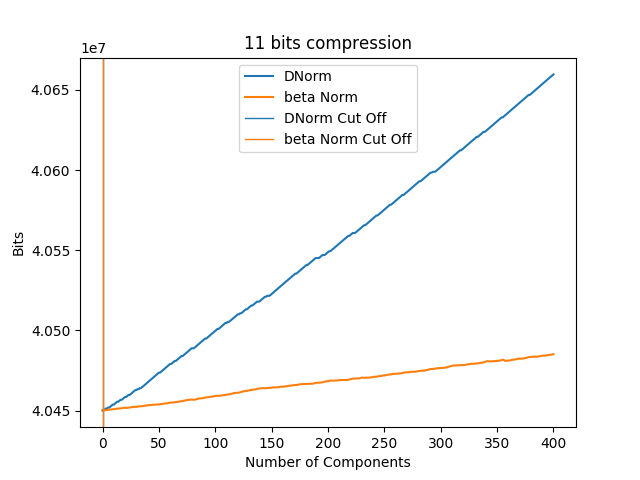 11 bits compression
1e7
DNorm
beta Norm
DNorm Cut Off
beta Norm Cut Off
4.065
4.060
4.055
4.050
4.045
Bits
0 50 100 150 200 250 300 350 400
Number of Components